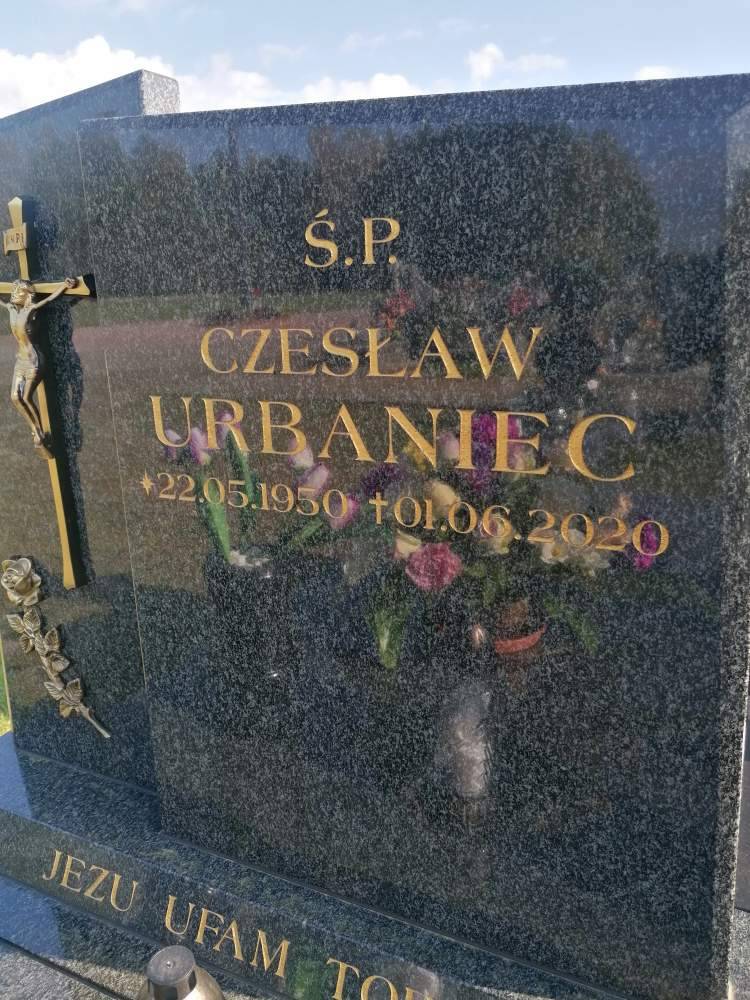 Ś.P.
CZESŁAW
URBANIEC
*22.05.1950 †01.06.2020
JEZU UFAM